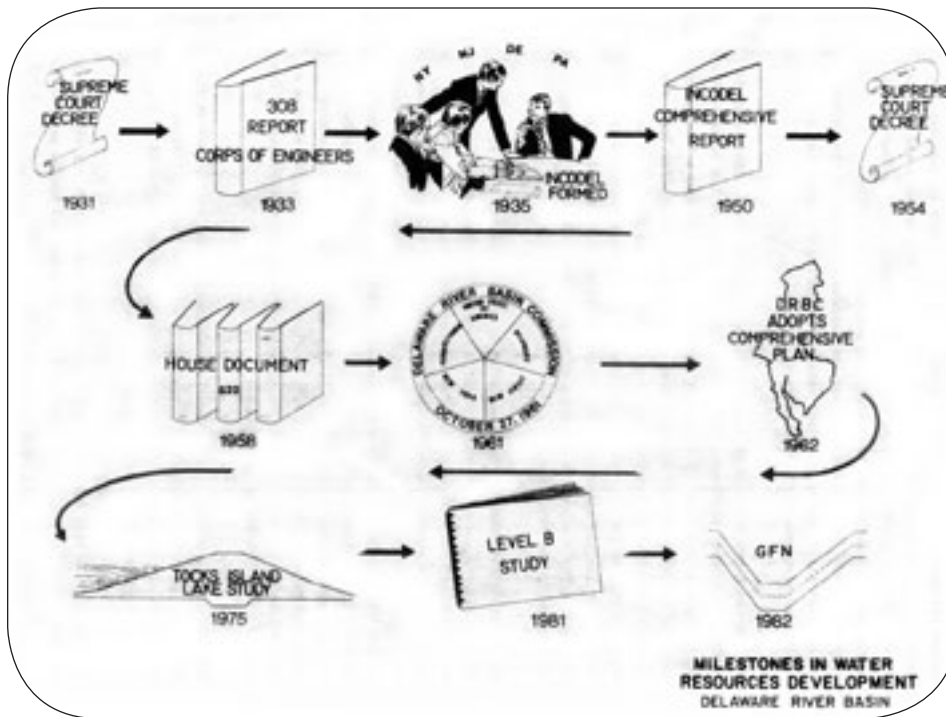 SUPREME
COURT
DECREE
1931
308
REPORT
CORPS OF ENGINEERS
1933
NY NJ DE PA
INCODEL
FORMED
1935
INCODEL
COMPREHENSIVE
REPORT
1950
SUPREME
COURT
DECREE
1954
HOUSE DOCUMENT
1958
DELAWARE RIVER BASIN COMMISSION
OCTOBER 27, 1961
1961
D.R.B.C.
ADOPTS
COMPREHENSIVE
PLAN
1962
TOCKS ISLAND
LAKE STUDY
1975
LEVEL B
STUDY
1981
GFN
1982
MILESTONES IN WATER
RESOURCES DEVELOPMENT
DELAWARE RIVER BASIN